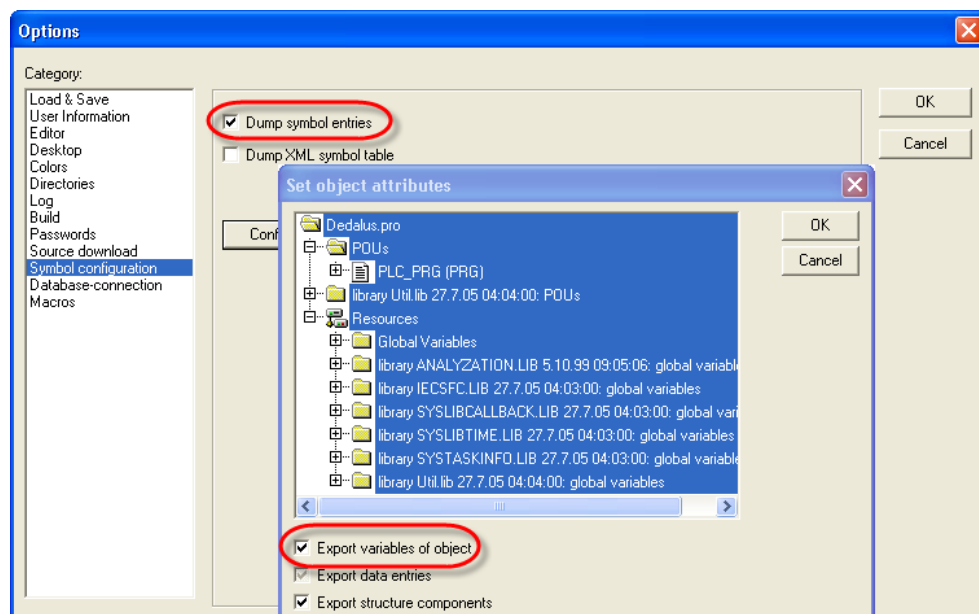 Options
Category:
Load & Save
User Information
Editor
Desktop
Colors
Directories
Log
Build
Passwords
Source download
Symbol configuration
Database-connection
Macros
Dump symbol entries
Dump XML symbol table
Conf
OK
Cancel
Set object attributes
Dedalus.pro
POUs
PLC_PRG (PRG)
library Util.lib 27.7.05 04:04:00: POUs
Resources
Global Variables
library ANALYZATION.LIB 5.10.99 09:05:06: global variabl
library IECSFC.LIB 27.7.05 04:03:00: global variables
library SYSLIBCALLBACK.LIB 27.7.05 04:03:00: global vari
library SYSLIBTIME.LIB 27.7.05 04:03:00: global variables
library SYSTASKINFO.LIB 27.7.05 04:03:00: global variable
library Util.lib 27.7.05 04:04:00: global variables
OK
Cancel
Export variables of object
Export data entries
Export structure components